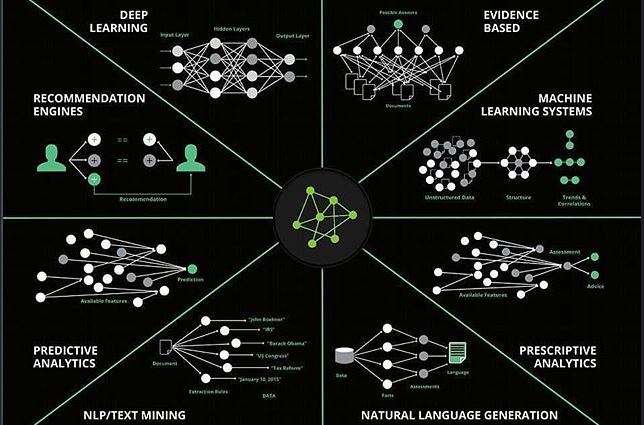 DEEP
LEARNING
Input Layer
Hidden Layers
Output Layer
EVIDENCE
BASED
Possible Answers
Documents
RECOMMENDATION
ENGINES
Recommendation
MACHINE
LEARNING SYSTEMS
Unstructured Data
Structure
Trends &
Correlations
Available Features
Prediction
PREDICTIVE
ANALYTICS
Available Features
Assessment
Advice
PRESCRIPTIVE
ANALYTICS
Document
Extraction Rules
"John Boehner"
"IRS"
"Barack Obama"
"US Congress"
"Tax Reform"
"January 10, 2015"
DATA
NLP/TEXT MINING
Data
Facts
Assessments
Language
NATURAL LANGUAGE GENERATION